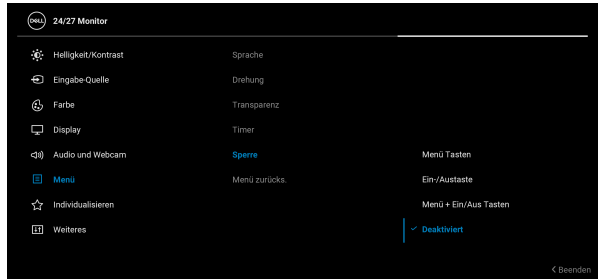 DELL
24/27 Monitor
Helligkeit/Kontrast
Eingabe-Quelle
Farbe
Display
Audio und Webcam
Menü
Individualisieren
Weiteres
Sprache
Drehung
Transparenz
Timer
Sperre
Menü zurücks.
Menü Tasten
Ein-/Austaste
Menü + Ein/Aus Tasten
Deaktiviert
Beenden